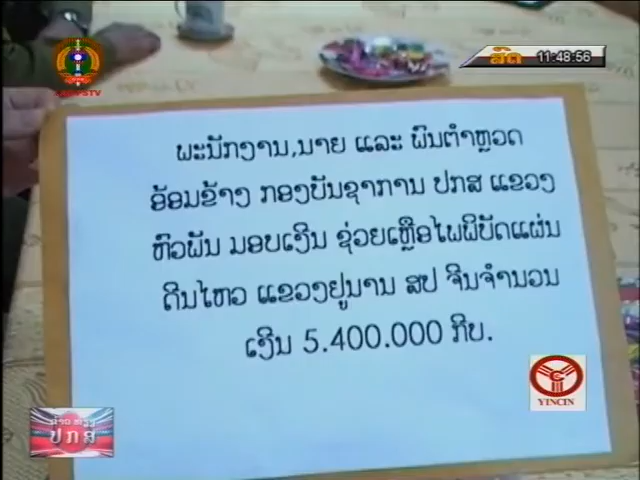 ສົດ 11:48:56
ພະນັກງານ,ນາຍ ແລະ ພົນຕຳຫຼວດ
ອ້ອມຂ້າງ ກອງບັນຊາການ ປກສ ແຂວງ
ຫົວພັນ ມອບເງິນ ຊ່ວຍເຫຼືອໄພພິບັດແຜ່ນ
ດິນໄຫວ ແຂວງຢູນານ ສປ ຈີນຈຳນວນ
ເງິນ 5.400.000 ກີບ.
YINCIN
ປກສ